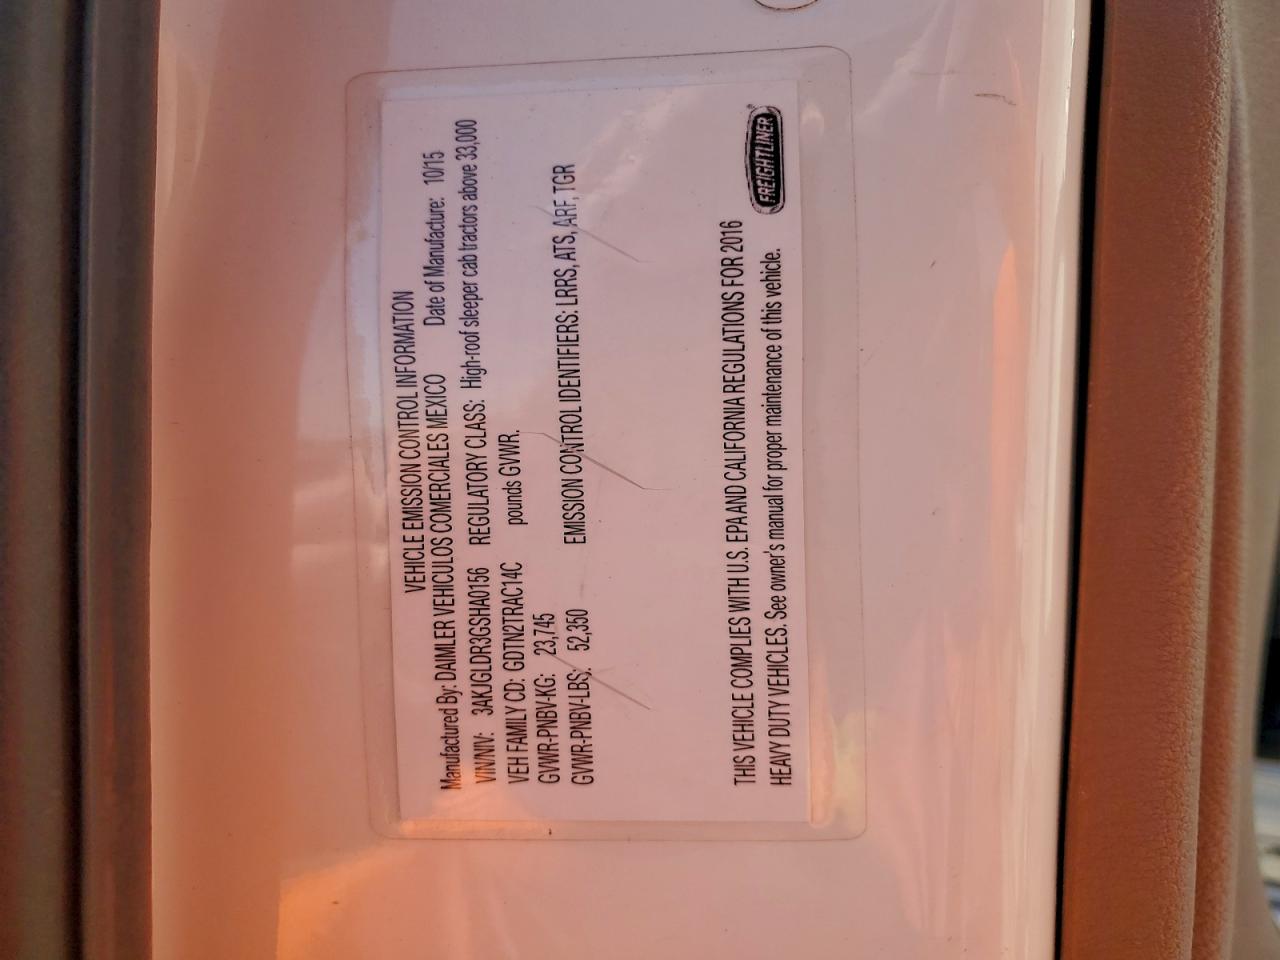 VEHICLE EMISSION CONTROL INFORMATION
Manufactured By: DAIMLER VEHICULOS COMERCIALES MEXICO Date of Manufacture: 10/15
VIN/NIV: 3AKJGLDR3GSHA0156 REGULATORY CLASS: High-roof sleeper cab tractors above 33,000
VEH FAMILY CD: GDTN2TRAC14C pounds GVWR.
GVWR-PNBV-KG: 23,745
GVWR-PNBV-LBS: 52,350 EMISSION CONTROL IDENTIFIERS: LRRS, ATS, ARF, TGR
THIS VEHICLE COMPLIES WITH U.S. EPA AND CALIFORNIA REGULATIONS FOR 2016
HEAVY DUTY VEHICLES. See owner's manual for proper maintenance of this vehicle.
FREIGHTLINER®